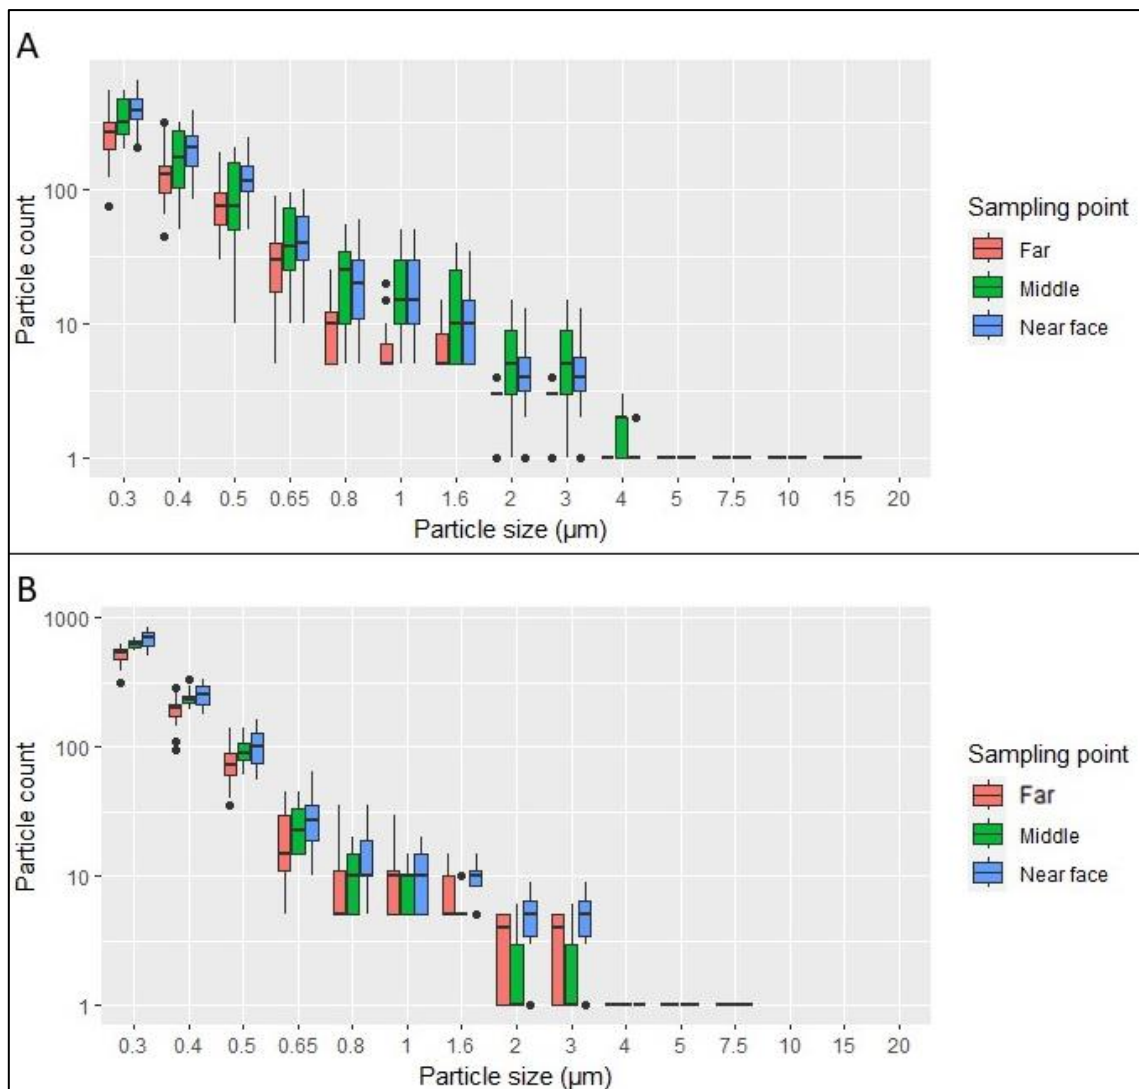 A
Particle count
100
10
1
0.3 0.4 0.5 0.65 0.8 1 1.6 2 3 4 5 7.5 10 15 20
Particle size (µm)
Sampling point
Far
Middle
Near face
B
Particle count
1000
100
10
1
0.3 0.4 0.5 0.65 0.8 1 1.6 2 3 4 5 7.5 10 15 20
Particle size (µm)
Sampling point
Far
Middle
Near face